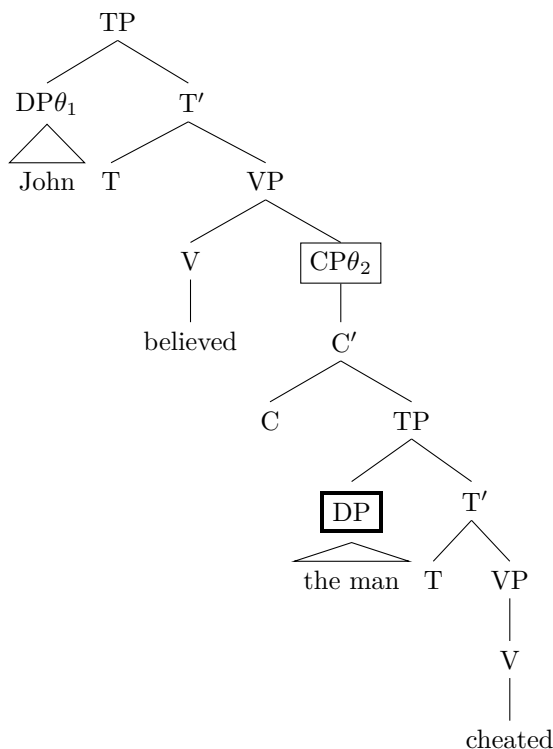 TP
DPθ₁ T′
John T VP
V CPθ₂
believed C′
C TP
DP T′
the man T VP
V
cheated